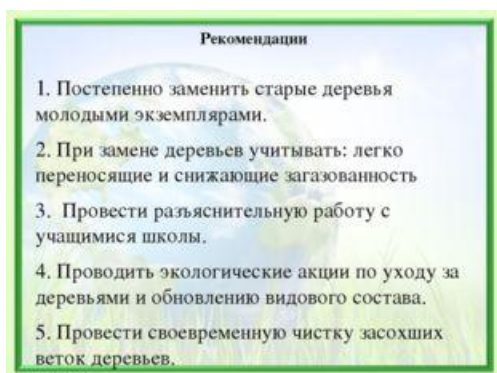 Рекомендации
1. Постепенно заменить старые деревья
молодыми экземплярами.
2. При замене деревьев учитывать: легко
переносящие и снижающие загазованность
3. Провести разъяснительную работу с
учащимися школы.
4. Проводить экологические акции по уходу за
деревьями и обновлению видового состава.
5. Провести своевременную чистку засохших
веток деревьев.